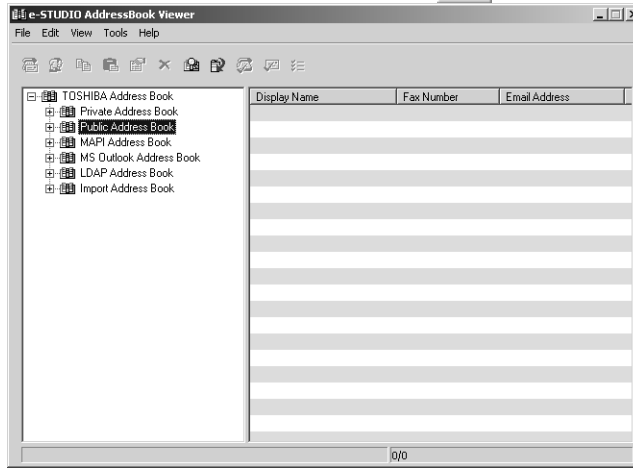 e-STUDIO AddressBook Viewer
File Edit View Tools Help
TOSHIBA Address Book
Private Address Book
Public Address Book
MAPI Address Book
MS Outlook Address Book
LDAP Address Book
Import Address Book
Display Name Fax Number Email Address
0/0